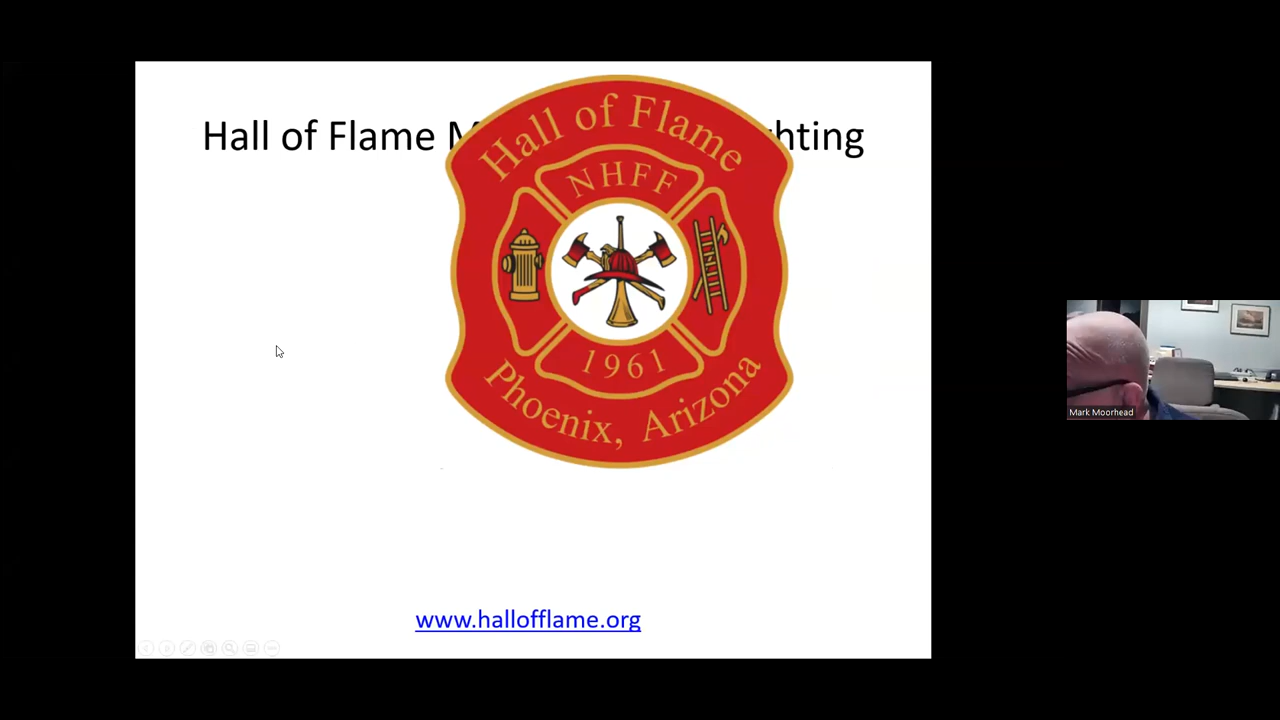 Hall of Flame M
hting
Hall of Flame
NHFF
1961
Phoenix, Arizona
www.hallofflame.org
Mark Moorhead